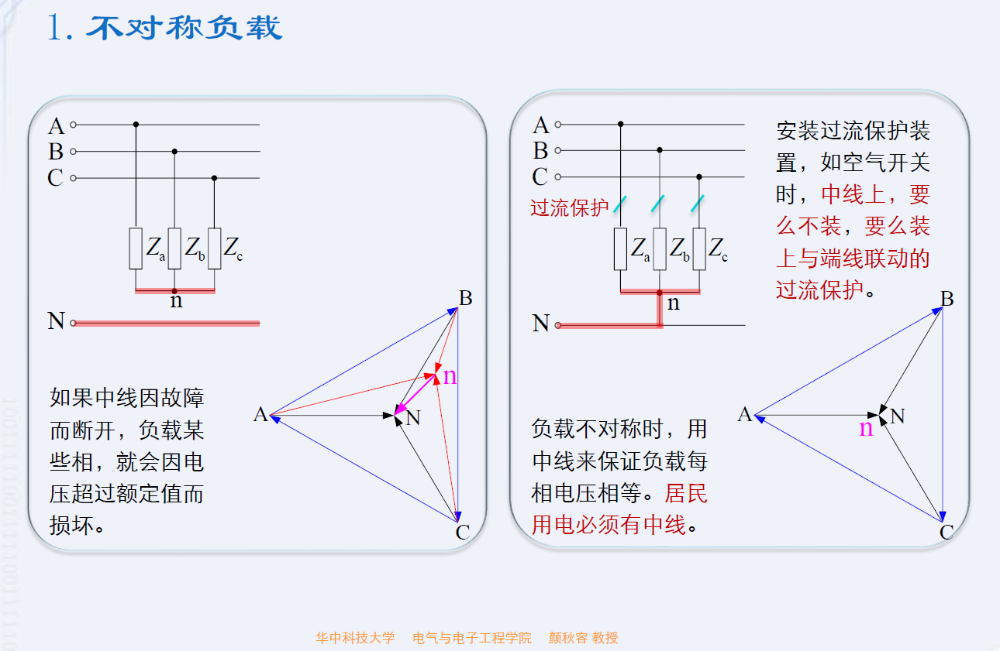 1. 不对称负载
A
B
C
Za
Zb
Zc
n
N
如果中线因故障
而断开，负载某
些相，就会因电
压超过额定值而
损坏。
B
n
A
N
C
A
B
C
过流保护
Za
Zb
Zc
n
N
安装过流保护装
置，如空气开关
时，中线上，要
么不装，要么装
上与端线联动的
过流保护。
负载不对称时，用
中线来保证负载每
相电压相等。居民
用电必须有中线。
B
A
N
n
C
华中科技大学 电气与电子工程学院 颜秋容 教授